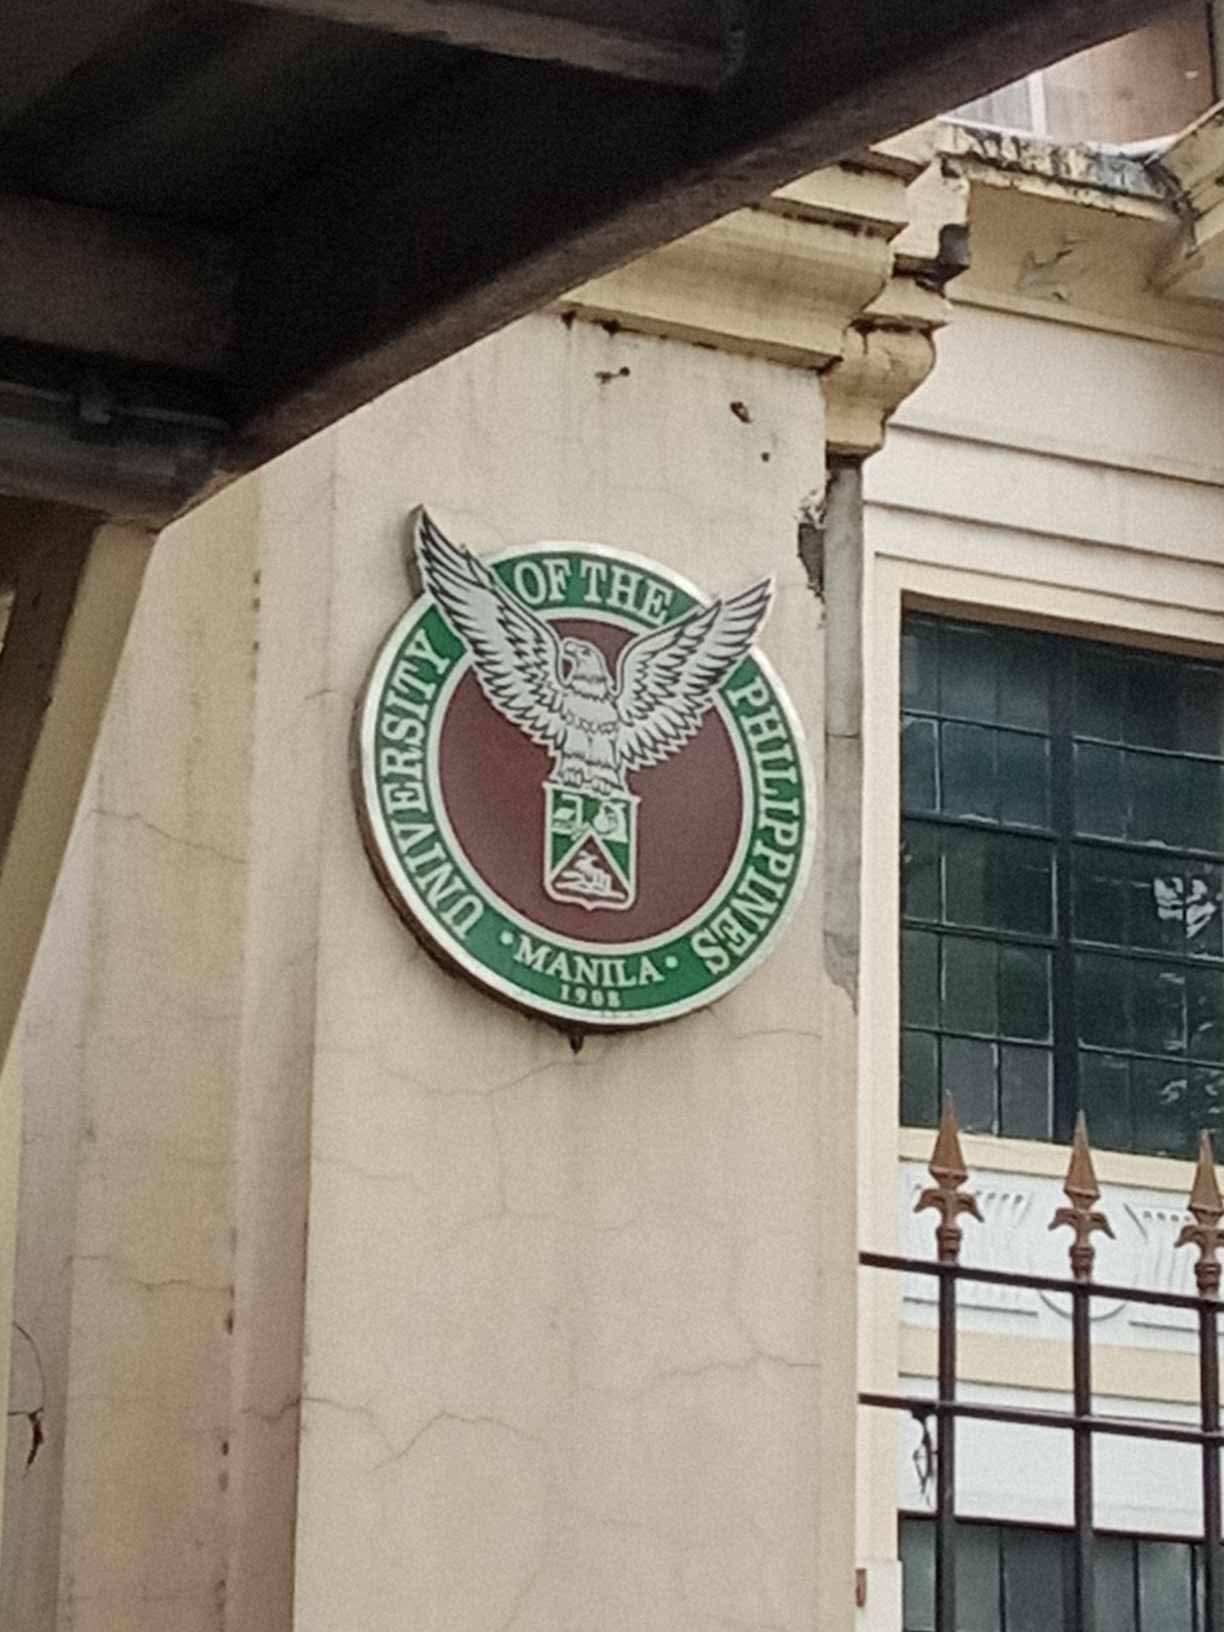 UNIVERSITY OF THE PHILIPPINES
• MANILA •
1908